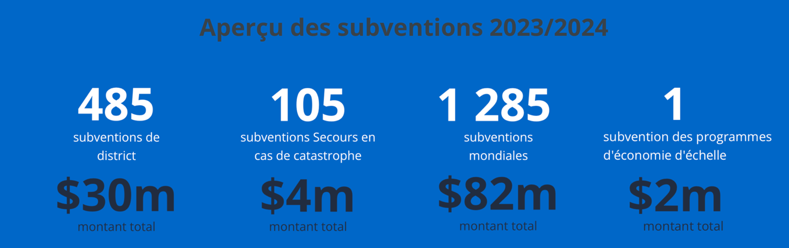 Aperçu des subventions 2023/2024
485
subventions de
district
$30m
montant total
105
subventions Secours en
cas de catastrophe
$4m
montant total
1 285
subventions
mondiales
$82m
montant total
1
subvention des programmes
d'économie d'échelle
$2m
montant total